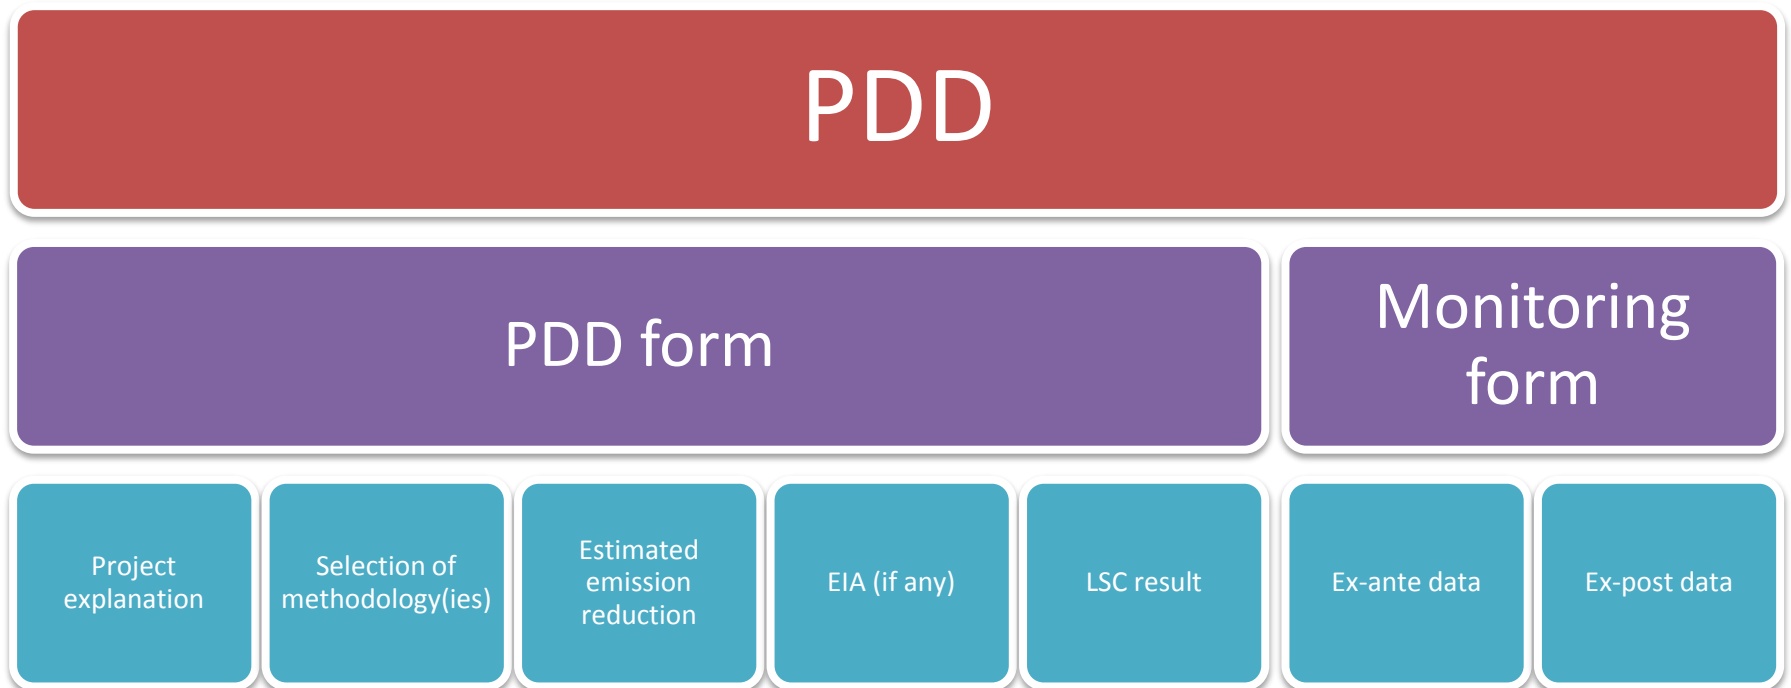 PDD
PDD form
Monitoring
form
Project
explanation
Selection of
methodology(ies)
Estimated
emission
reduction
EIA (if any)
LSC result
Ex-ante data
Ex-post data